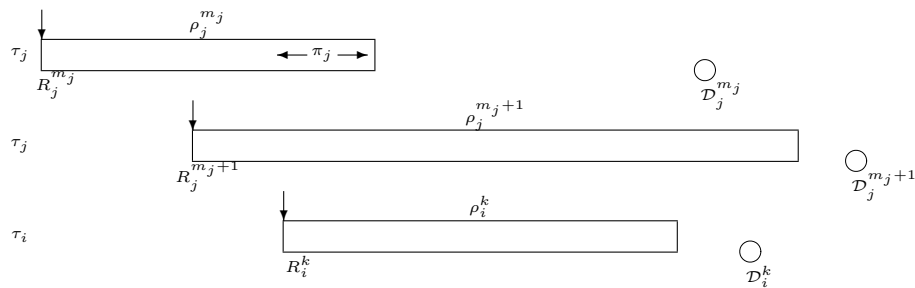 ρ_j^{m_j}
τ_j π_j
R_j^{m_j} 𝒟_j^{m_j}
ρ_j^{m_j+1}
τ_j
R_j^{m_j+1} 𝒟_j^{m_j+1}
ρ_i^k
τ_i
R_i^k 𝒟_i^k